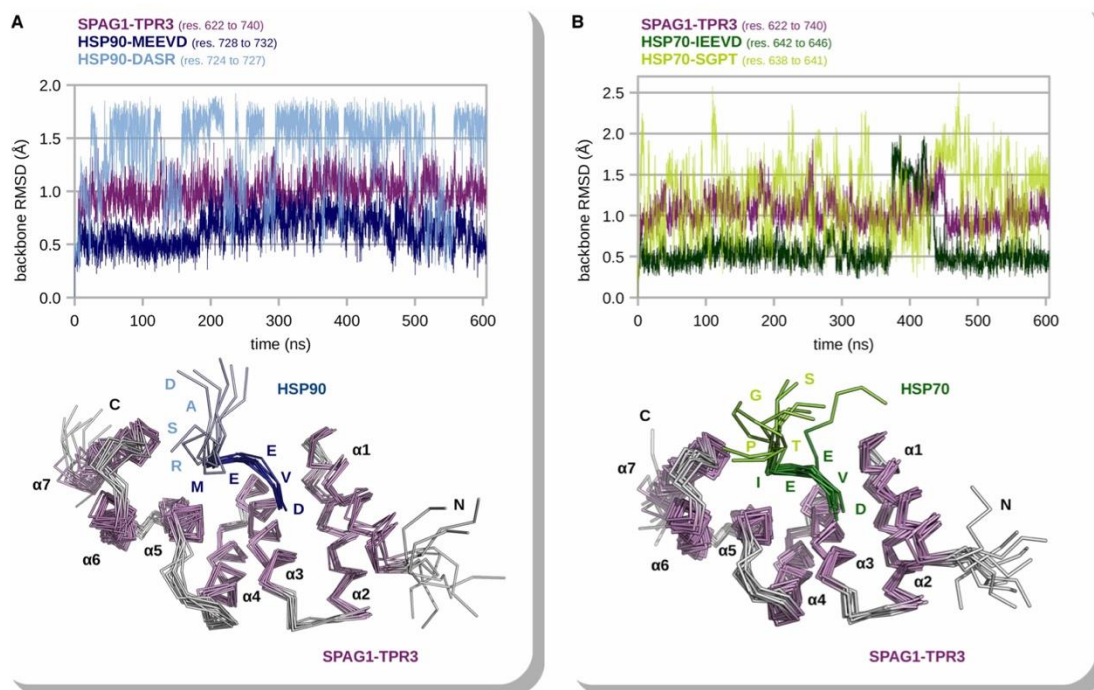 A
SPAG1-TPR3 (res. 622 to 740)
HSP90-MEEVD (res. 728 to 732)
HSP90-DASR (res. 724 to 727)
2.0
1.5
1.0
0.5
0.0
backbone RMSD (Å)
0 100 200 300 400 500 600
time (ns)
D
A
S
R
M
E
E
V
D
HSP90
C
N
α1
α2
α3
α4
α5
α6
α7
SPAG1-TPR3
B
SPAG1-TPR3 (res. 622 to 740)
HSP70-IEEVD (res. 642 to 646)
HSP70-SGPT (res. 638 to 641)
2.5
2.0
1.5
1.0
0.5
0.0
backbone RMSD (Å)
0 100 200 300 400 500 600
time (ns)
S
G
P
T
I
E
E
V
D
HSP70
C
N
α1
α2
α3
α4
α5
α6
α7
SPAG1-TPR3